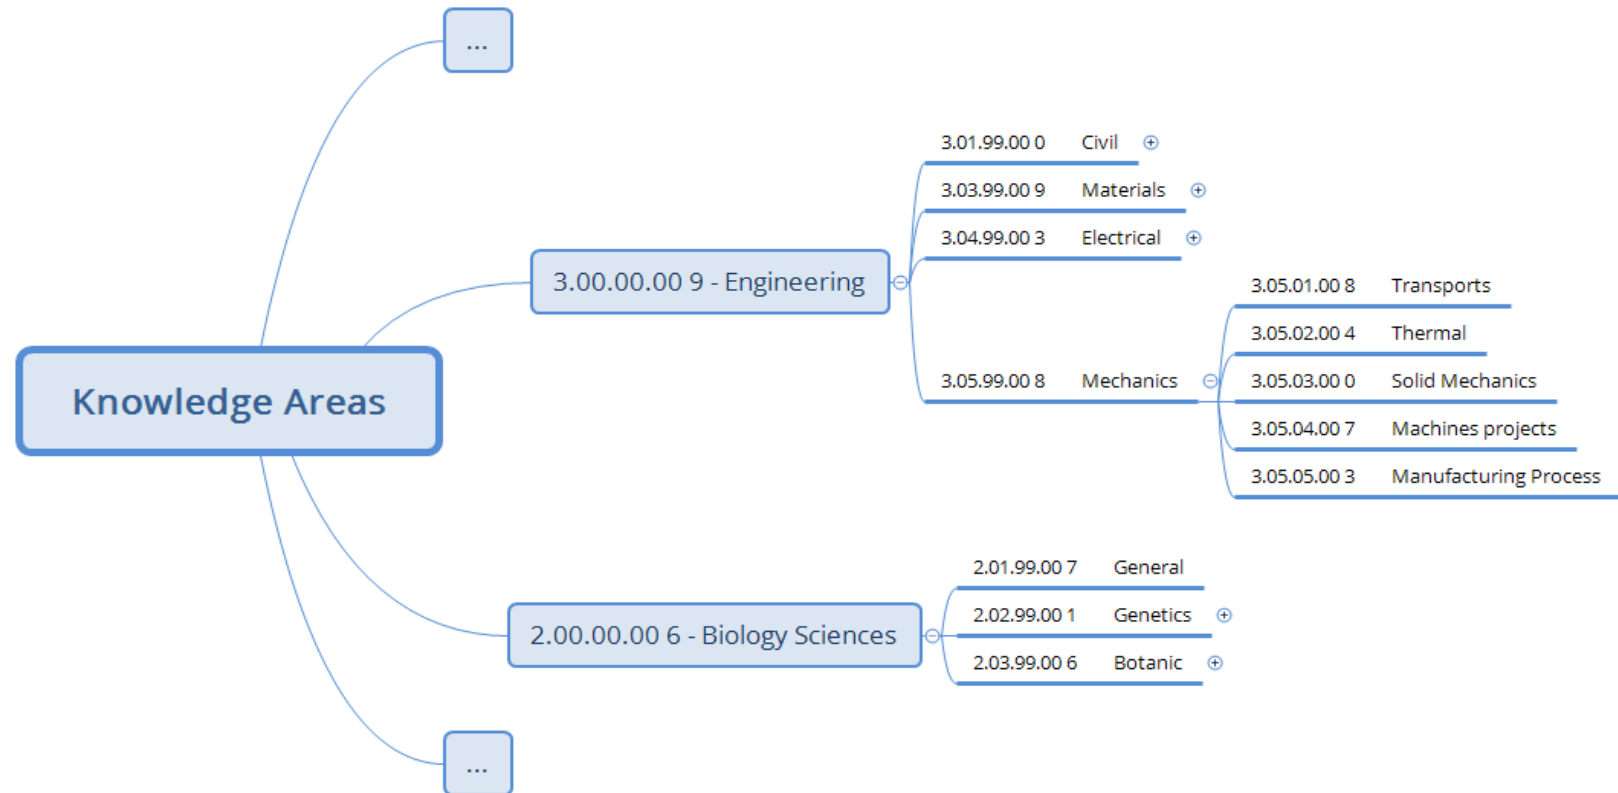 ...
3.01.99.00 0 Civil
3.03.99.00 9 Materials
3.04.99.00 3 Electrical
3.00.00.00 9 - Engineering
3.05.01.00 8 Transports
3.05.02.00 4 Thermal
3.05.99.00 8 Mechanics
3.05.03.00 0 Solid Mechanics
Knowledge Areas
3.05.04.00 7 Machines projects
3.05.05.00 3 Manufacturing Process
2.01.99.00 7 General
2.02.99.00 1 Genetics
2.00.00.00 6 - Biology Sciences
2.03.99.00 6 Botanic
...